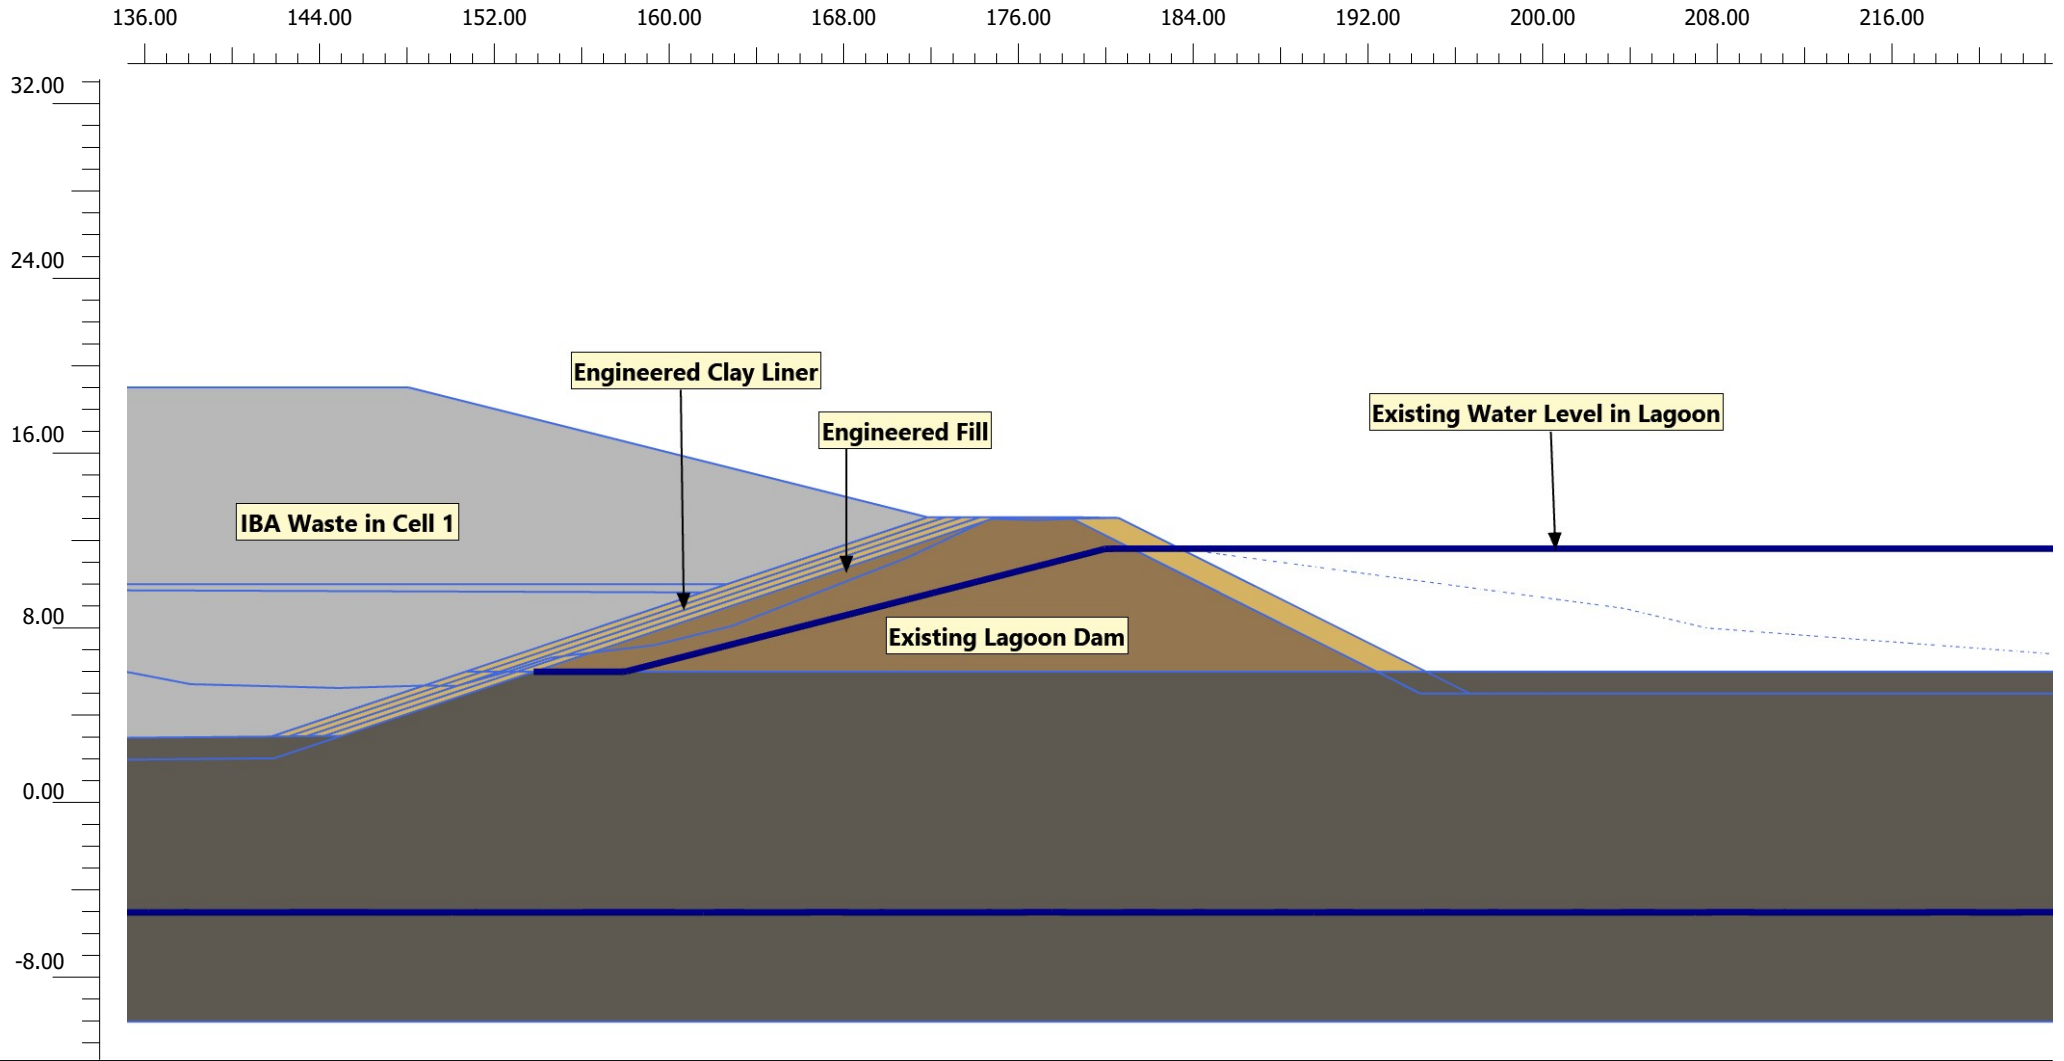 136.00 144.00 152.00 160.00 168.00 176.00 184.00 192.00 200.00 208.00 216.00
32.00
24.00
Engineered Clay Liner
Existing Water Level in Lagoon
Engineered Fill
16.00
IBA Waste in Cell 1
8.00
Existing Lagoon Dam
0.00
-8.00